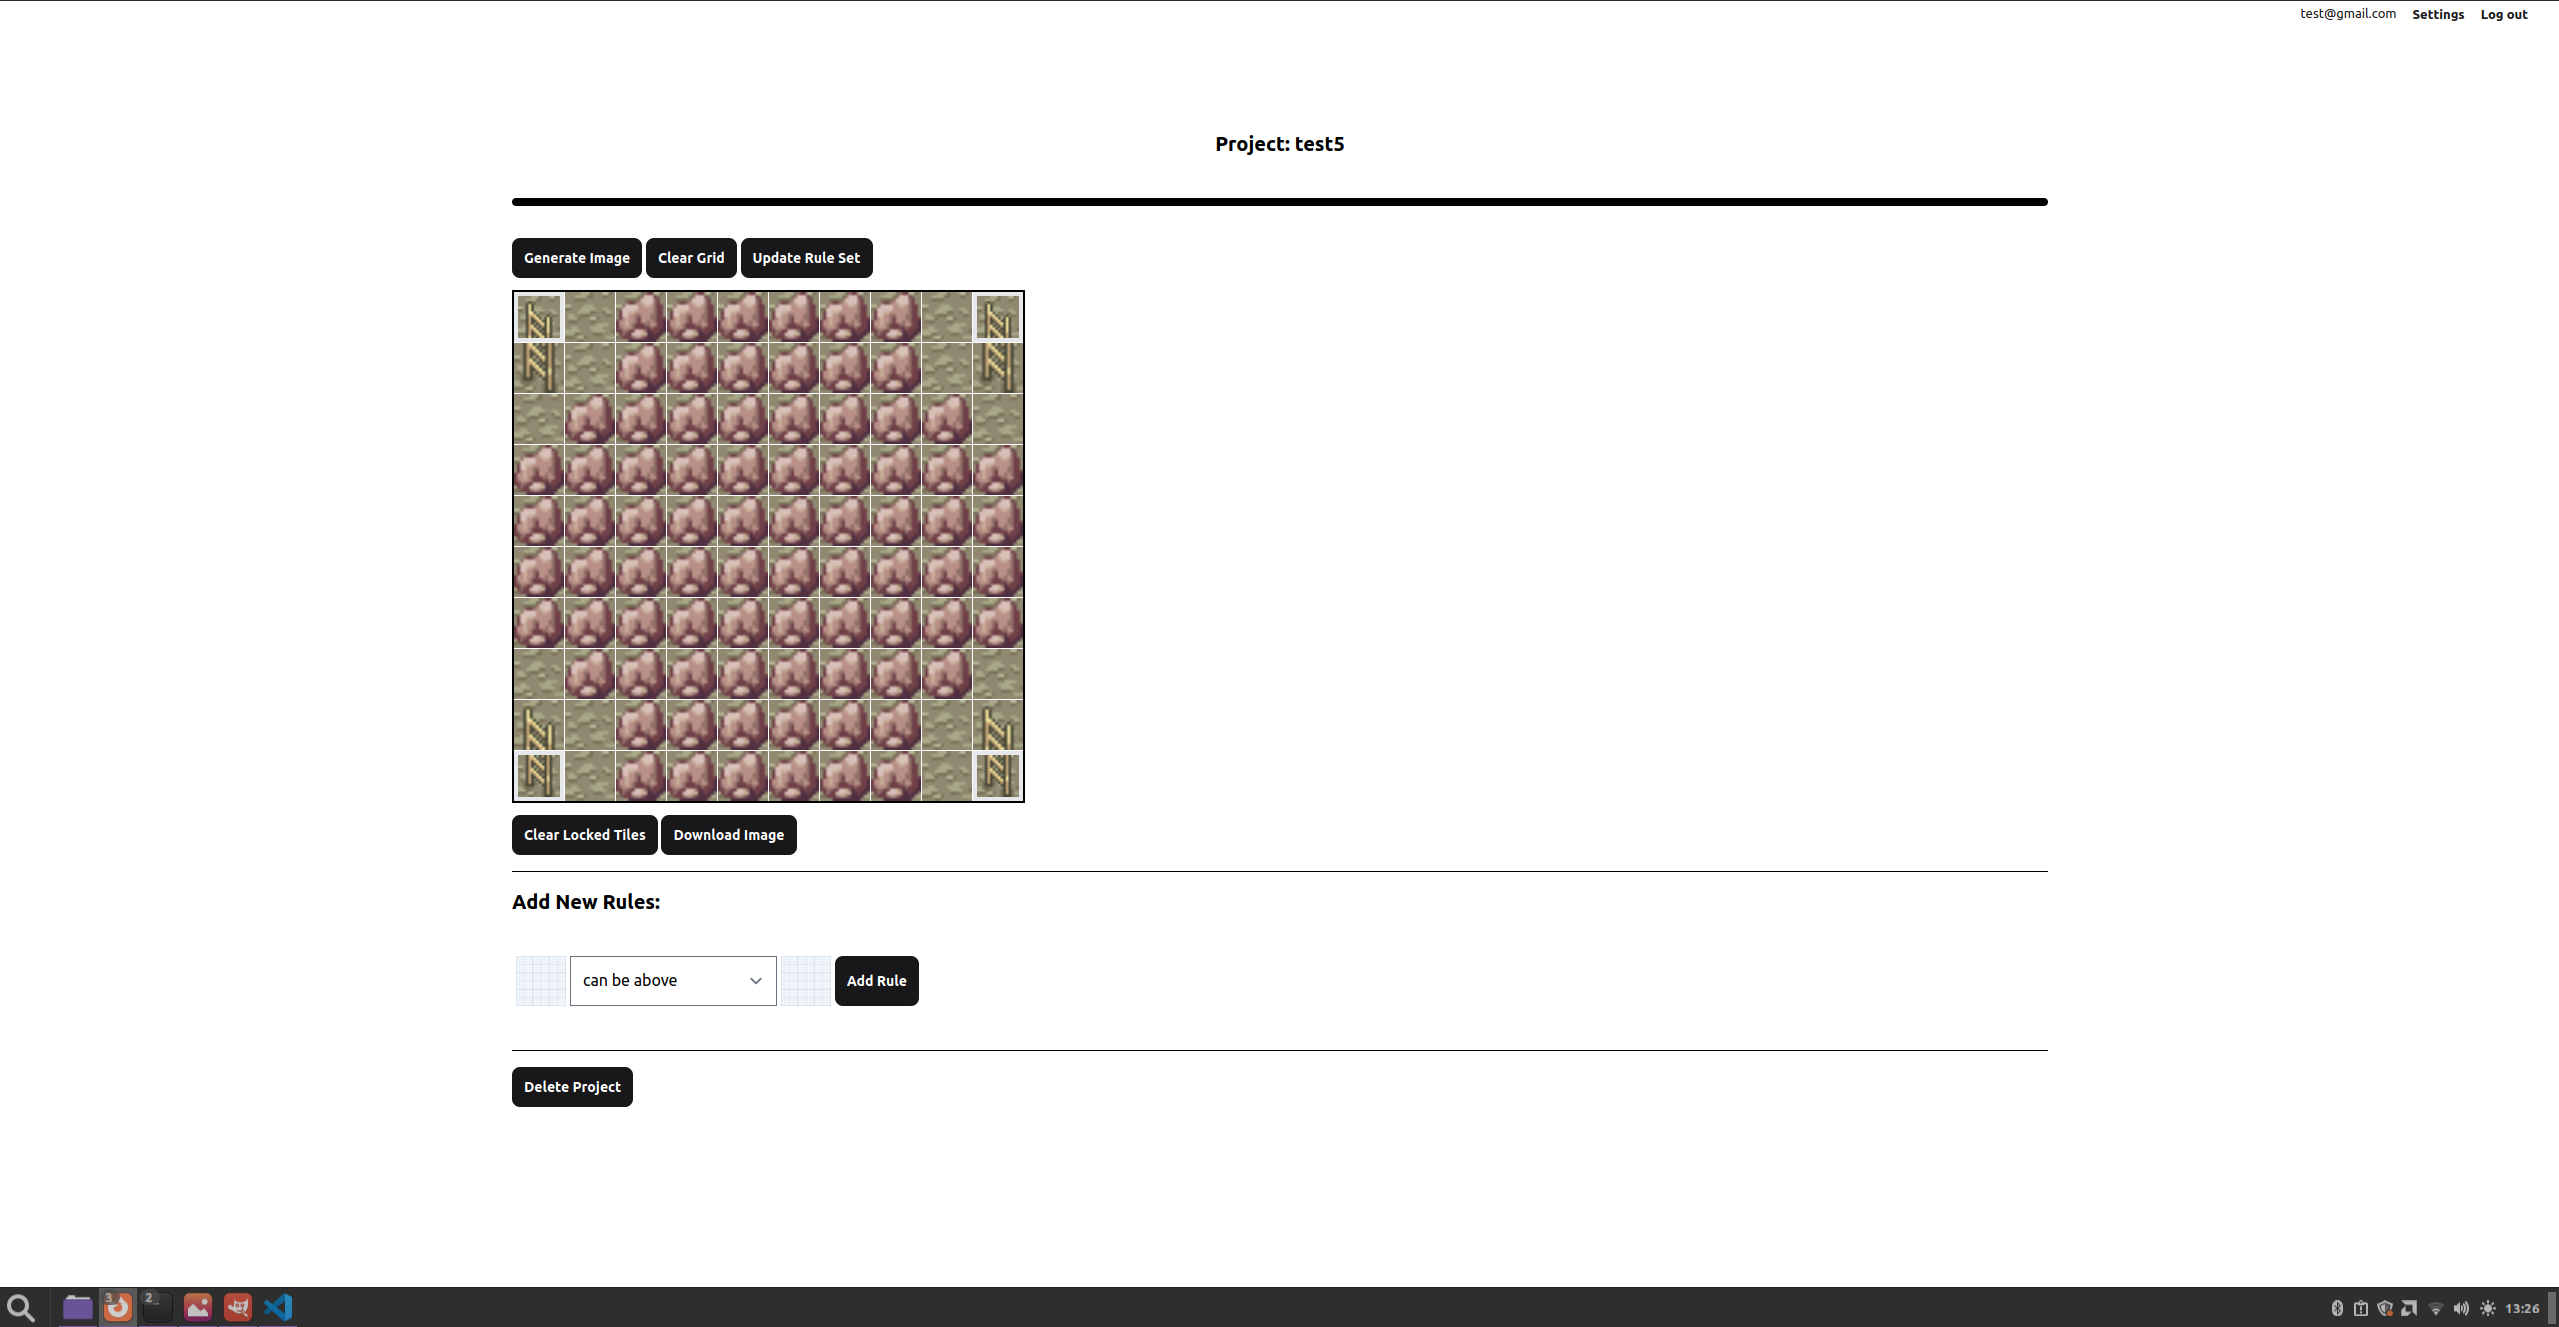 test@gmail.com Settings Log out
Project: test5
Generate Image Clear Grid Update Rule Set
Clear Locked Tiles Download Image
Add New Rules:
can be above Add Rule
Delete Project
3 2 13:26